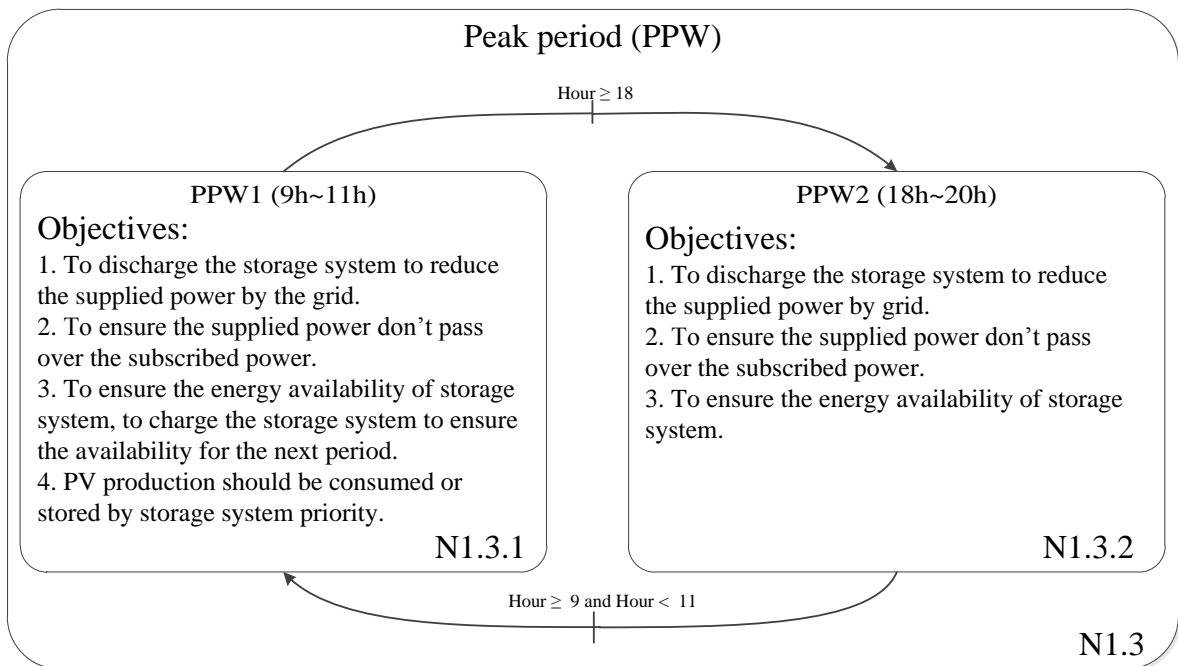 Peak period (PPW)
Hour ≥ 18
PPW1 (9h~11h)
Objectives:
1. To discharge the storage system to reduce
the supplied power by the grid.
2. To ensure the supplied power don’t pass
over the subscribed power.
3. To ensure the energy availability of storage
system, to charge the storage system to ensure
the availability for the next period.
4. PV production should be consumed or
stored by storage system priority.
N1.3.1
PPW2 (18h~20h)
Objectives:
1. To discharge the storage system to reduce
the supplied power by grid.
2. To ensure the supplied power don’t pass
over the subscribed power.
3. To ensure the energy availability of storage
system.
N1.3.2
Hour ≥ 9 and Hour < 11
N1.3